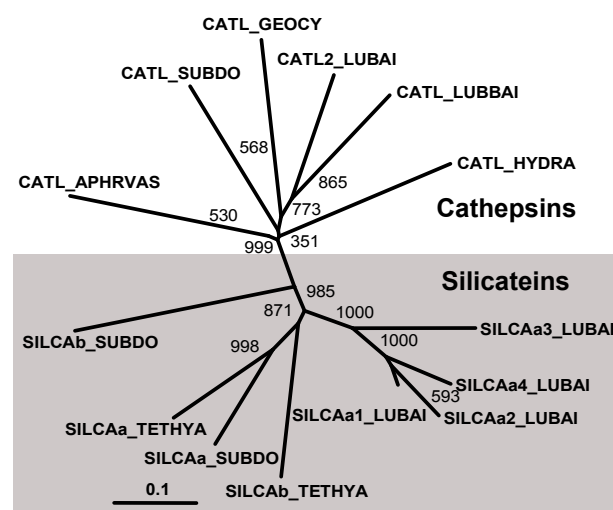 CATL_GEOCY
CATL2_LUBAI
CATL_SUBDO
CATL_LUBBAI
568
CATL_HYDRA
865
CATL_APHRVAS
773
530
Cathepsins
351
999
Silicateins
985
871
1000
SILCAa3_LUBAI
SILCAb_SUBDO
1000
998
SILCAa4_LUBAI
593
SILCAa1_LUBAI
SILCAa2_LUBAI
SILCAa_TETHYA
SILCAa_SUBDO
0.1
SILCAb_TETHYA